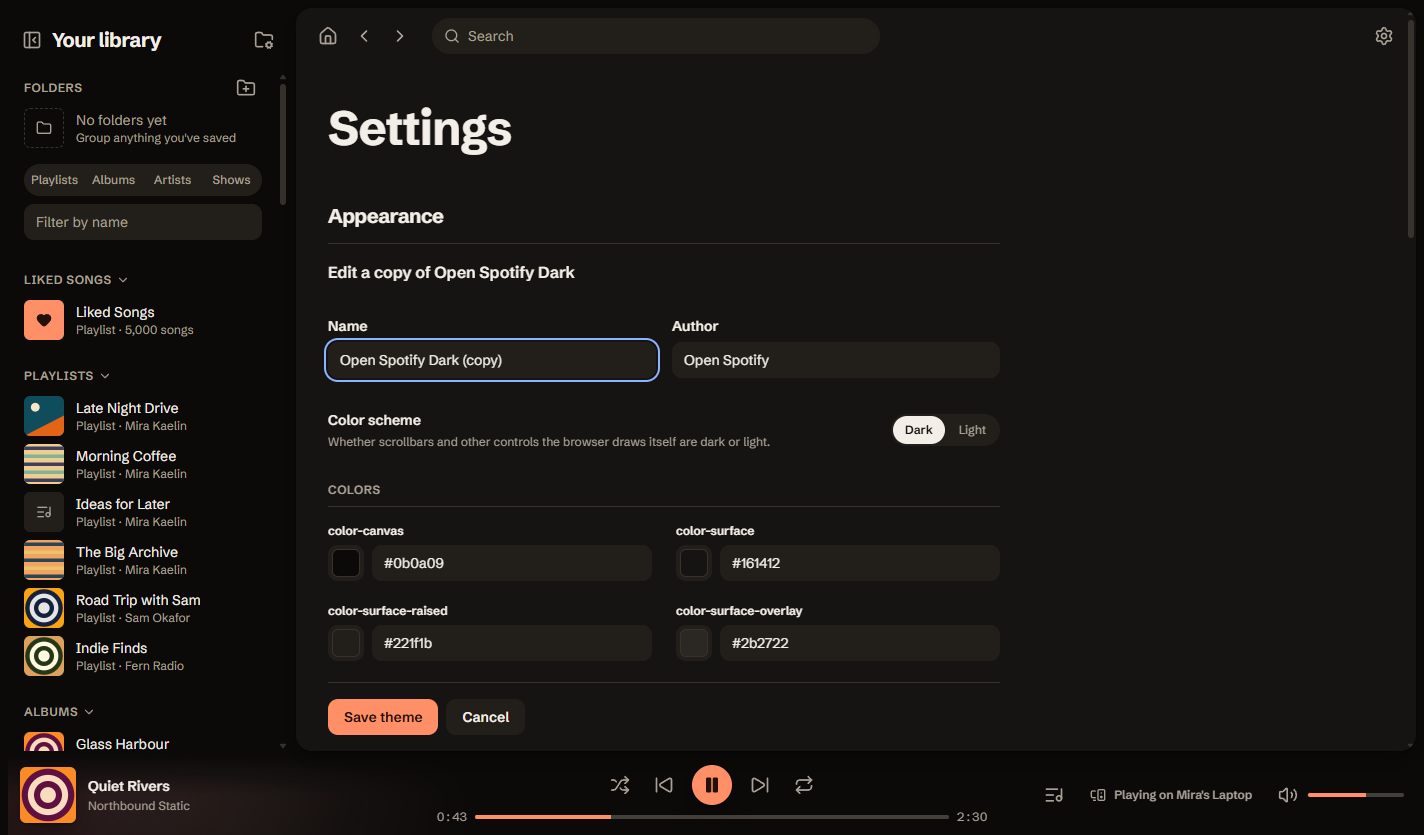 Your library
FOLDERS
No folders yet
Group anything you've saved
Playlists Albums Artists Shows
Filter by name
LIKED SONGS
Liked Songs
Playlist · 5,000 songs
PLAYLISTS
Late Night Drive
Playlist · Mira Kaelin
Morning Coffee
Playlist · Mira Kaelin
Ideas for Later
Playlist · Mira Kaelin
The Big Archive
Playlist · Mira Kaelin
Road Trip with Sam
Playlist · Sam Okafor
Indie Finds
Playlist · Fern Radio
ALBUMS
Glass Harbour
Search
Settings
Appearance
Edit a copy of Open Spotify Dark
Name
Open Spotify Dark (copy)
Author
Open Spotify
Color scheme
Whether scrollbars and other controls the browser draws itself are dark or light.
Dark Light
COLORS
color-canvas
#0b0a09
color-surface
#161412
color-surface-raised
#221f1b
color-surface-overlay
#2b2722
Save theme Cancel
Quiet Rivers
Northbound Static
0:43
2:30
Playing on Mira's Laptop